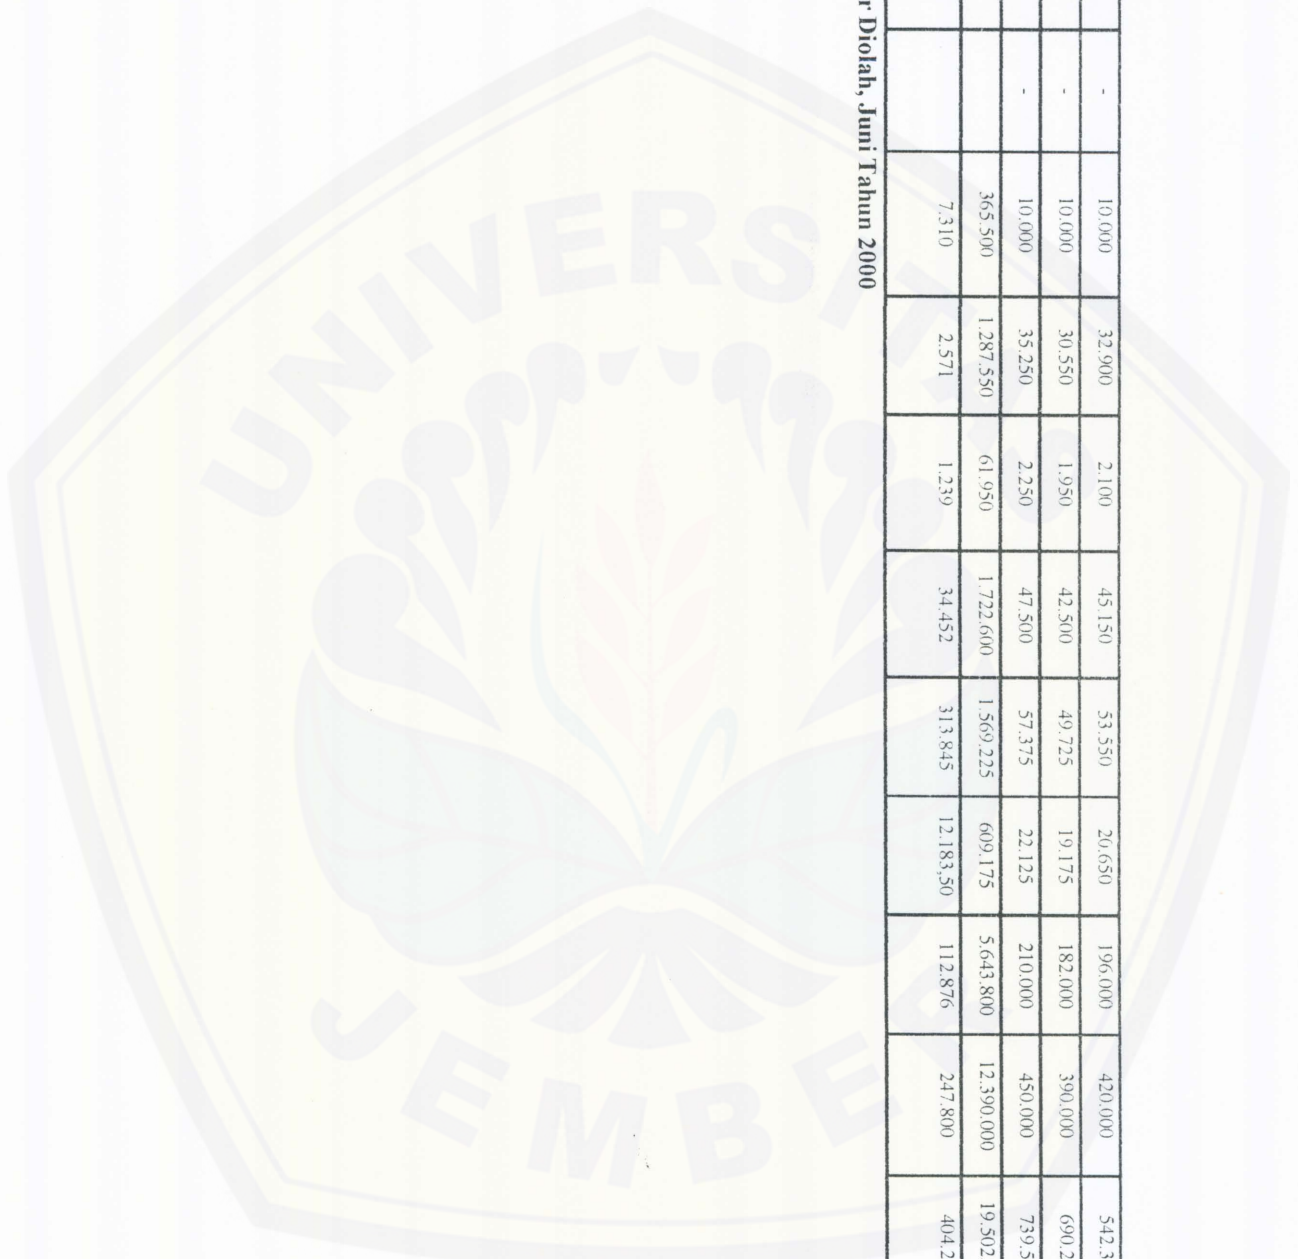 - 10.000 32.900 2.100 45.150 53.550 20.650 196.000 420.000 542.3
- 10.000 30.550 1.950 42.500 49.725 19.175 182.000 390.000 690.2
- 10.000 35.250 2.250 47.500 57.375 22.125 210.000 450.000 739.5
365.500 1.287.550 61.950 1.722.600 1.569.225 609.175 5.643.800 12.390.000 19.502
7.310 2.571 1.239 34.452 313.845 12.183,50 112.876 247.800 404.2
r Diolah, Juni Tahun 2000
UNIVERSITAS
JEMBER